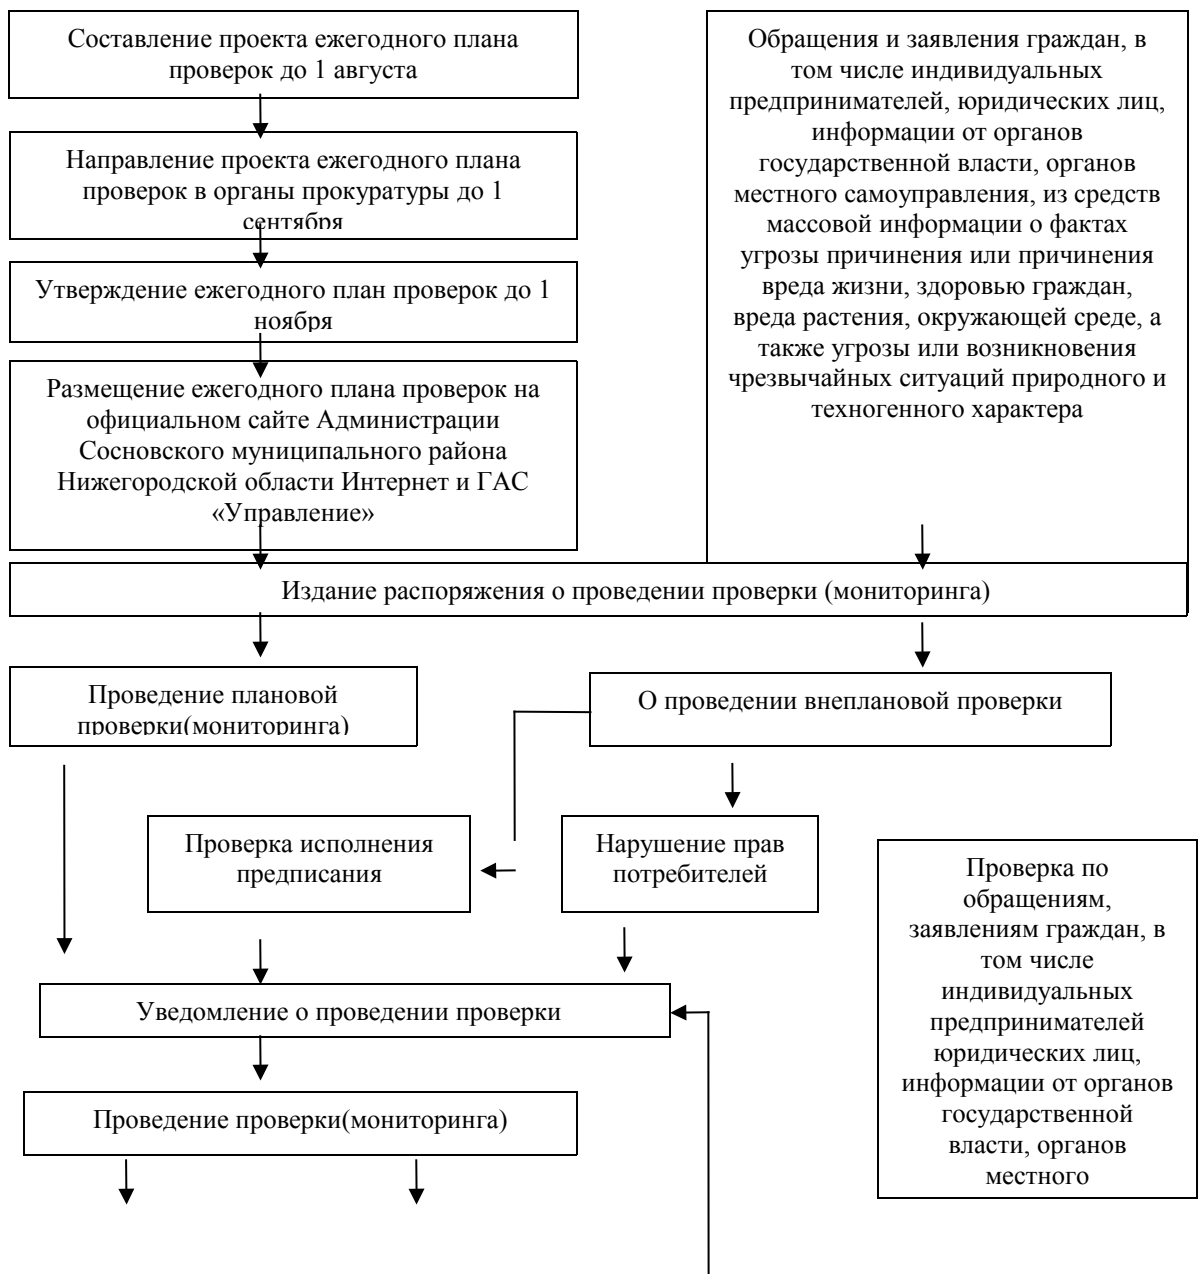 Составление проекта ежегодного плана
проверок до 1 августа
Направление проекта ежегодного плана
проверок в органы прокуратуры до 1
сентября
Утверждение ежегодного план проверок до 1
ноября
Размещение ежегодного плана проверок на
официальном сайте Администрации
Сосновского муниципального района
Нижегородской области Интернет и ГАС
«Управление»
Обращения и заявления граждан, в
том числе индивидуальных
предпринимателей, юридических лиц,
информации от органов
государственной власти, органов
местного самоуправления, из средств
массовой информации о фактах
угрозы причинения или причинения
вреда жизни, здоровью граждан,
вреда растения, окружающей среде, а
также угрозы или возникновения
чрезвычайных ситуаций природного и
техногенного характера
Издание распоряжения о проведении проверки (мониторинга)
Проведение плановой
проверки(мониторинга)
О проведении внеплановой проверки
Проверка исполнения
предписания
Нарушение прав
потребителей
Проверка по
обращениям,
заявлениям граждан, в
том числе
индивидуальных
предпринимателей
юридических лиц,
информации от органов
государственной
власти, органов
местного
Уведомление о проведении проверки
Проведение проверки(мониторинга)